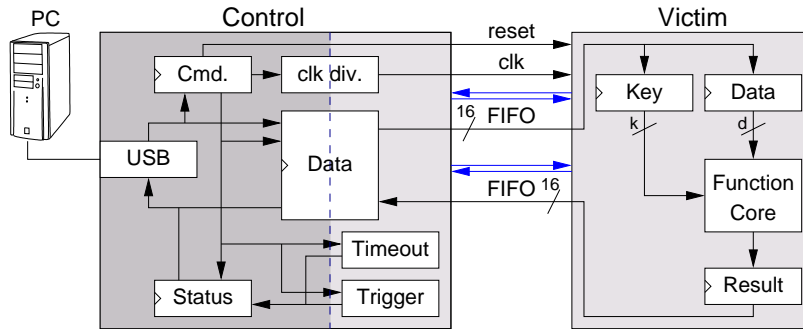 PC
Control
Victim
reset
Cmd.
clk div.
clk
Key
Data
16
FIFO
k
d
USB
Data
Function
Core
FIFO
16
Timeout
Status
Trigger
Result